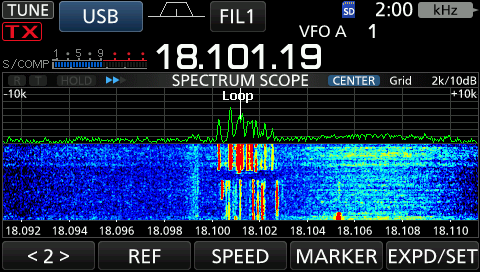 TUNE USB FIL1 SD 2:00 kHz
TX VFO A 1
S/COMP 1 · 5 · 9 18.101.19
R T HOLD SPECTRUM SCOPE CENTER Grid 2k/10dB
-10k Loop +10k
18.092 18.094 18.096 18.098 18.100 18.102 18.104 18.106 18.108 18.110
< 2 > REF SPEED MARKER EXPD/SET